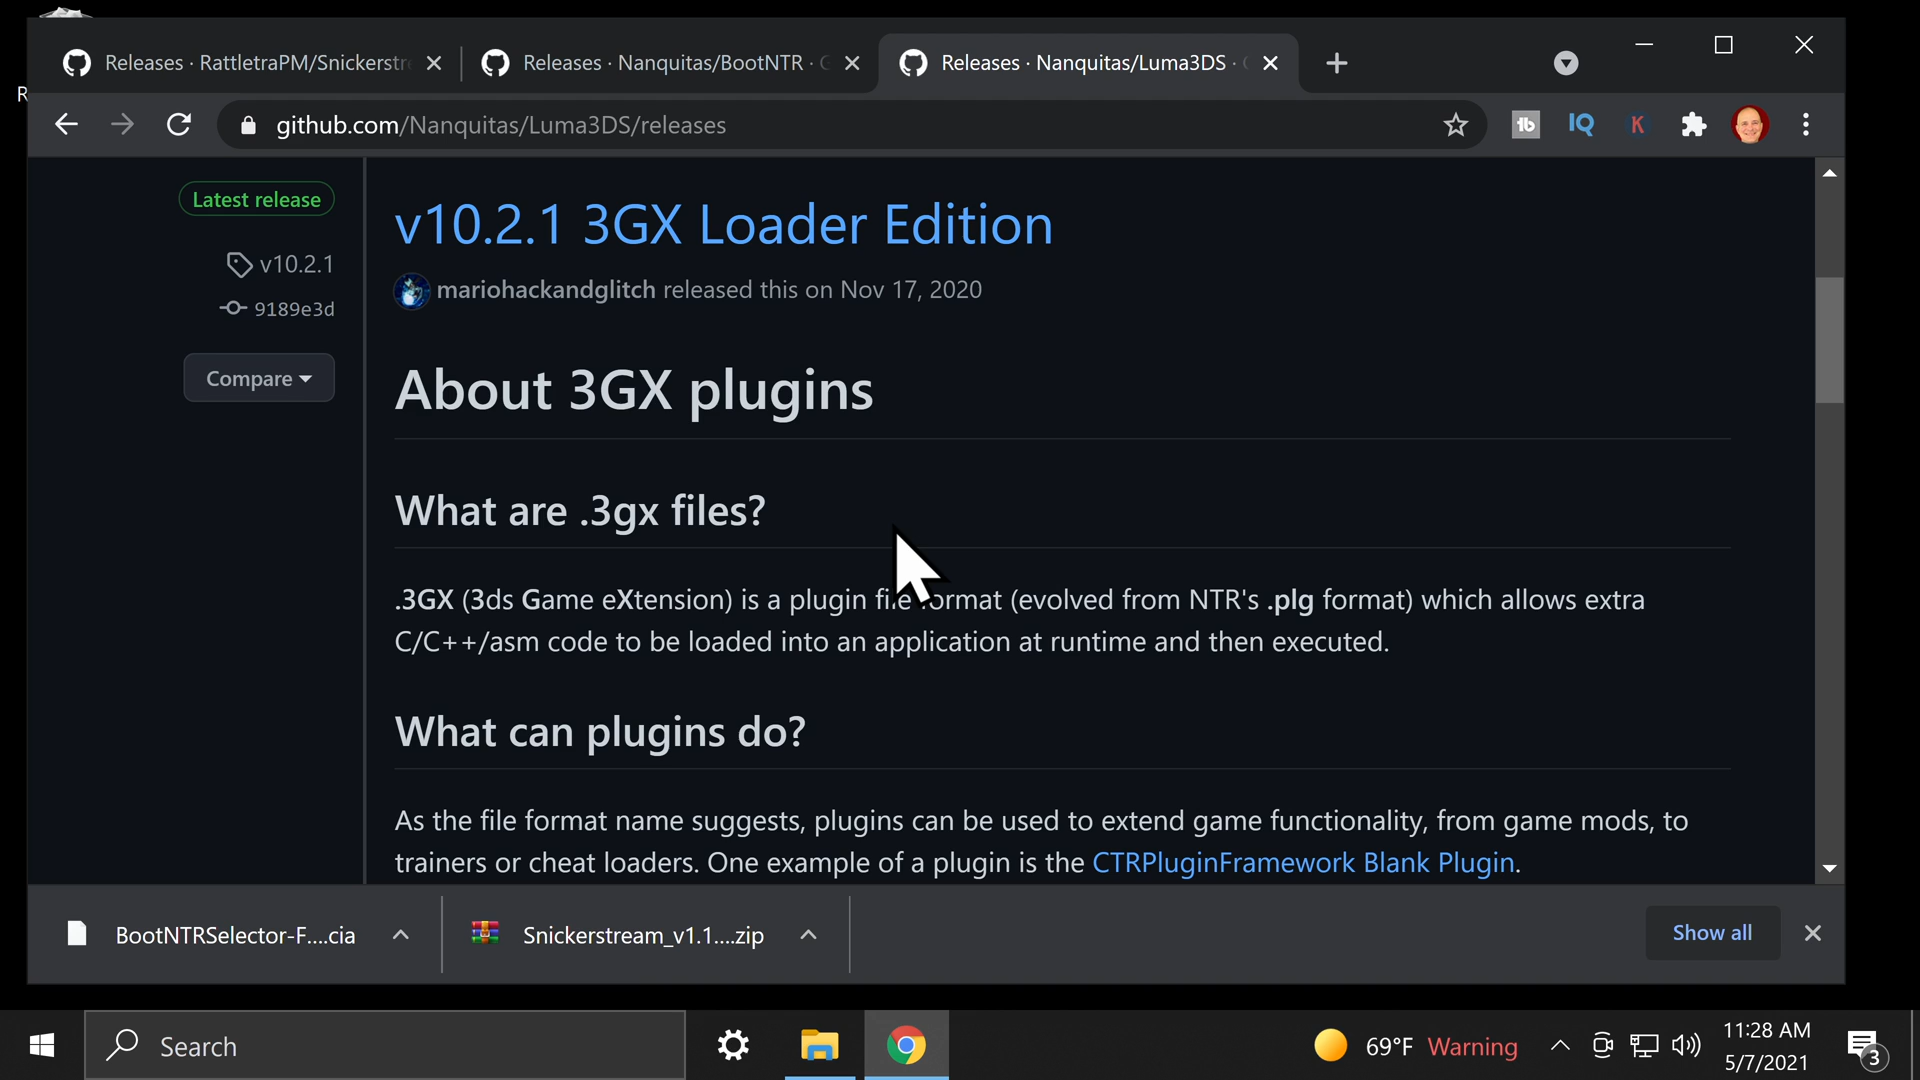 Releases · RattletraPM/Snickerstr
Releases · Nanquitas/BootNTR ·
Releases · Nanquitas/Luma3DS ·
R
github.com/Nanquitas/Luma3DS/releases
tb
IQ
K
Latest release
v10.2.1
9189e3d
Compare
v10.2.1 3GX Loader Edition
mariohackandglitch released this on Nov 17, 2020
About 3GX plugins
What are .3gx files?
.3GX (3ds Game eXtension) is a plugin file format (evolved from NTR's .plg format) which allows extra
C/C++/asm code to be loaded into an application at runtime and then executed.
What can plugins do?
As the file format name suggests, plugins can be used to extend game functionality, from game mods, to
trainers or cheat loaders. One example of a plugin is the CTRPluginFramework Blank Plugin.
BootNTRSelector-F....cia
Snickerstream_v1.1....zip
Show all
Search
69°F Warning
11:28 AM
5/7/2021
3